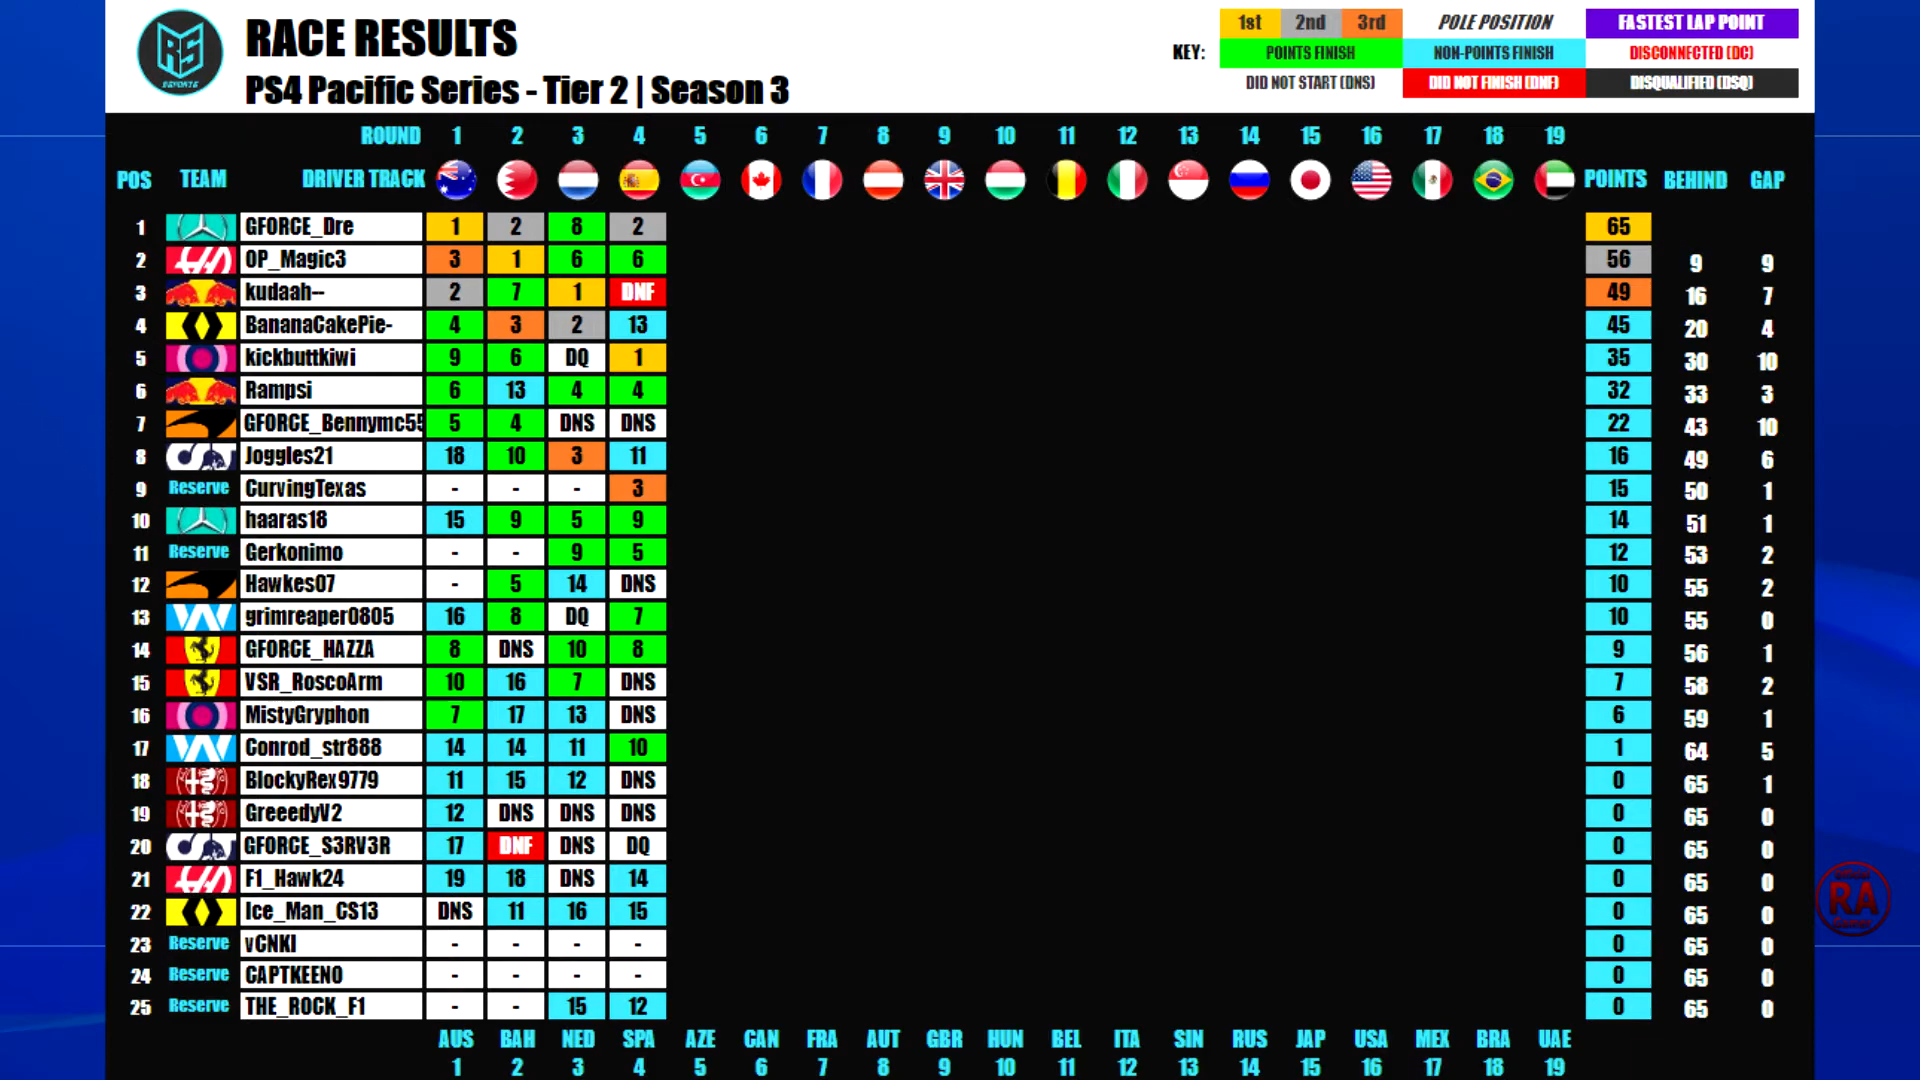 RACE RESULTS
PS4 Pacific Series - Tier 2 | Season 3
KEY: 1st 2nd 3rd POLE POSITION FASTEST LAP POINT
POINTS FINISH NON-POINTS FINISH DISCONNECTED (DC)
DID NOT START (DNS) DID NOT FINISH (DNF) DISQUALIFIED (DSQ)
ROUND 1 2 3 4 5 6 7 8 9 10 11 12 13 14 15 16 17 18 19
POS TEAM DRIVER TRACK POINTS BEHIND GAP
1 GFORCE_Dre 1 2 8 2 65
2 OP_Magic3 3 1 6 6 56 9 9
3 kudaah-- 2 7 1 DNF 49 16 7
4 BananaCakePie- 4 3 2 13 45 20 4
5 kickbuttkiwi 9 6 DQ 1 35 30 10
6 Rampsi 6 13 4 4 32 33 3
7 GFORCE_Bennymc55 5 4 DNS DNS 22 43 10
8 Joggles21 18 10 3 11 16 49 6
9 Reserve CurvingTexas - - - 3 15 50 1
10 haaras18 15 9 5 9 14 51 1
11 Reserve Gerkonimo - - 9 5 12 53 2
12 Hawkes07 - 5 14 DNS 10 55 2
13 grimreaper0805 16 8 DQ 7 10 55 0
14 GFORCE_HAZZA 8 DNS 10 8 9 56 1
15 VSR_RoscoArm 10 16 7 DNS 7 58 2
16 MistyGryphon 7 17 13 DNS 6 59 1
17 Conrod_str888 14 14 11 10 1 64 5
18 BlockyRex9779 11 15 12 DNS 0 65 1
19 GreeedyV2 12 DNS DNS DNS 0 65 0
20 GFORCE_S3RV3R 17 DNF DNS DQ 0 65 0
21 F1_Hawk24 19 18 DNS 14 0 65 0
22 Ice_Man_CS13 DNS 11 16 15 0 65 0
23 Reserve vCNKI - - - - 0 65 0
24 Reserve CAPTKEENO - - - - 0 65 0
25 Reserve THE_ROCK_F1 - - 15 12 0 65 0
AUS BAH NED SPA AZE CAN FRA AUT GBR HUN BEL ITA SIN RUS JAP USA MEX BRA UAE
1 2 3 4 5 6 7 8 9 10 11 12 13 14 15 16 17 18 19
RA